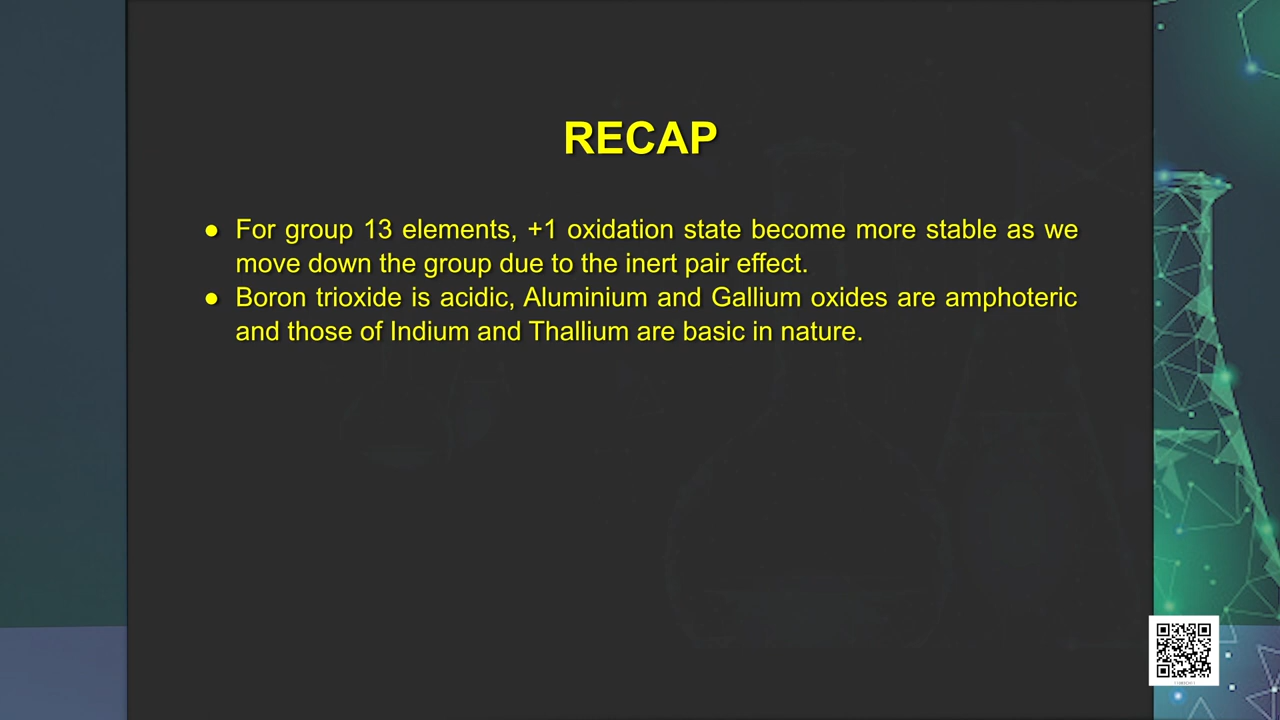 RECAP
● For group 13 elements, +1 oxidation state become more stable as we
move down the group due to the inert pair effect.
● Boron trioxide is acidic, Aluminium and Gallium oxides are amphoteric
and those of Indium and Thallium are basic in nature.